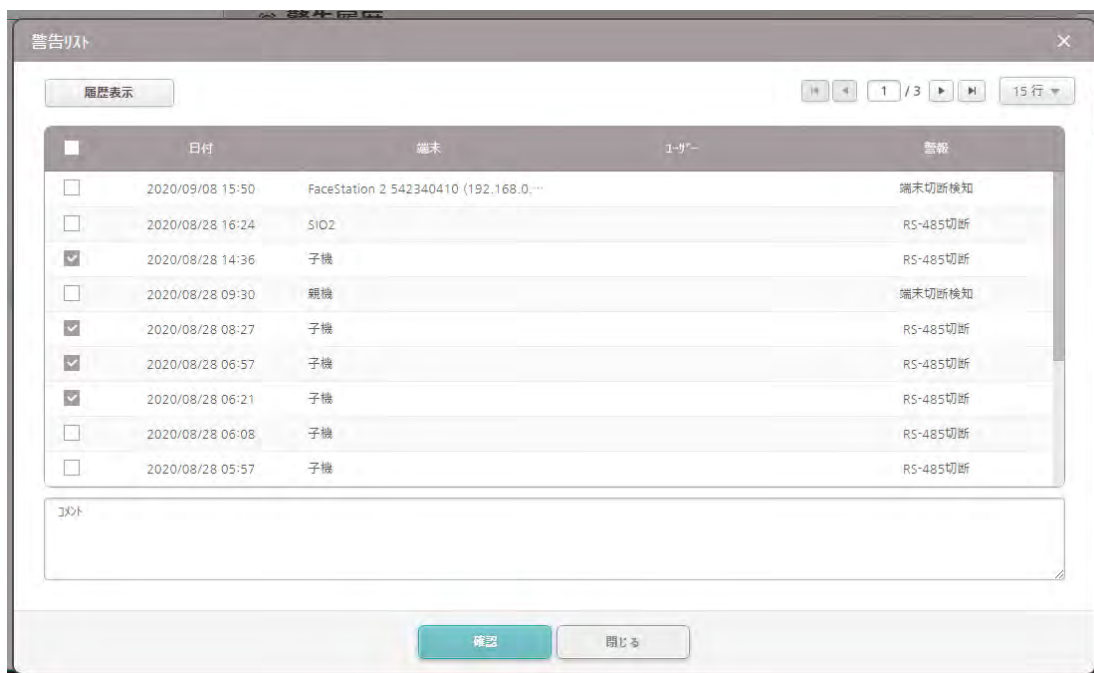 警告履歴
警告ﾘｽﾄ
履歴表示 1 / 3 15 行
日付 端末 ﾕｰｻﾞｰ 警報
2020/09/08 15:50 FaceStation 2 542340410 (192.168.0.… 端末切断検知
2020/08/28 16:24 SIO2 RS-485切断
2020/08/28 14:36 子機 RS-485切断
2020/08/28 09:30 親機 端末切断検知
2020/08/28 08:27 子機 RS-485切断
2020/08/28 06:57 子機 RS-485切断
2020/08/28 06:21 子機 RS-485切断
2020/08/28 06:08 子機 RS-485切断
2020/08/28 05:57 子機 RS-485切断
ｺﾒﾝﾄ
確認 閉じる